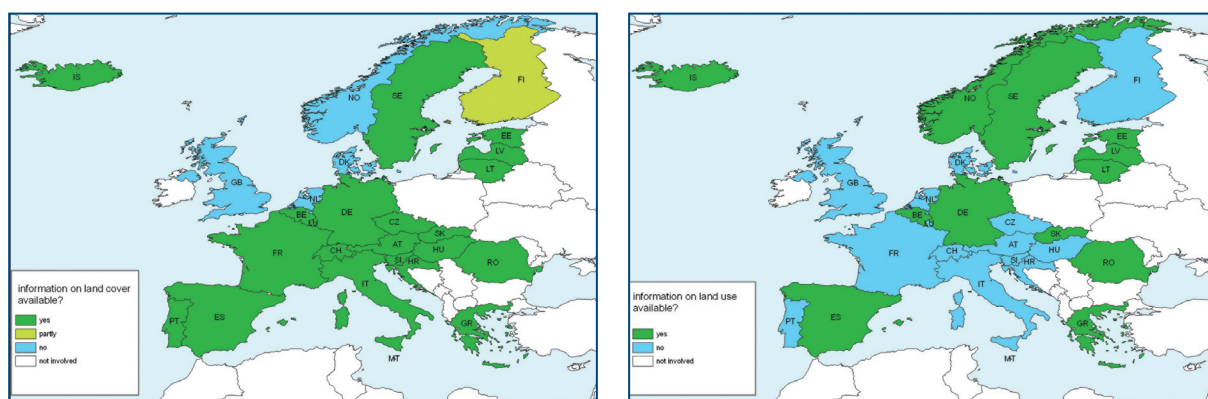 IS
FI
NO
SE
EE
LV
LT
DK
GB
NL
BE
DE
LU
CZ
SK
FR
CH
AT
HU
SL
HR
RO
IT
PT
ES
GR
MT
information on land cover
available?
yes
partly
no
not involved
IS
FI
NO
SE
EE
LV
LT
DK
GB
NL
BE
DE
LU
CZ
SK
FR
CH
AT
HU
SL
HR
RO
IT
PT
ES
GR
MT
information on land use
available?
yes
no
not involved